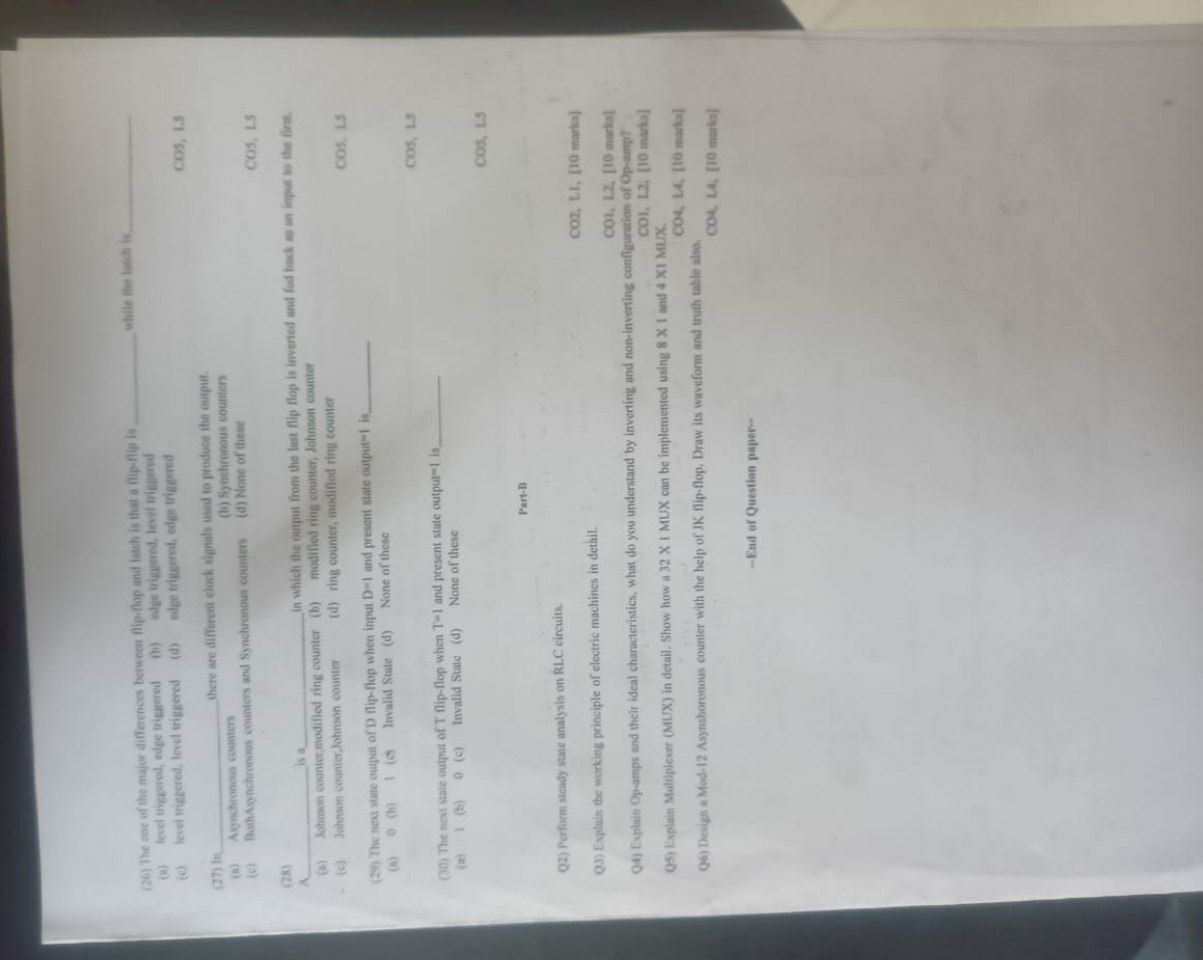 (26) The one of the major differences between flip-flop and latch is that a flip-flip is____________while the latch is____________
(a) level triggered, edge triggered (b) edge triggered, level triggered
(c) level triggered, level triggered (d) edge triggered, edge triggered
CO5, L5
(27) In____________there are different clock signals used to produce the output.
(a) Asynchronous counters (b) Synchronous counters
(c) BothAsynchronous counters and Synchronous counters (d) None of these
CO5, L5
(28)
A____________is a____________in which the output from the last flip flop is inverted and fed back as an input to the first.
(a) Johnson counter,modified ring counter (b) modified ring counter, Johnson counter
(c) Johnson counter,Johnson counter (d) ring counter, modified ring counter
CO5, L5
(29) The next state output of D flip-flop when input D=1 and present state output=1 is________
(a) 0 (b) 1 (c) Invalid State (d) None of these
CO5, L5
(30) The next state output of T flip-flop when T=1 and present state output=1 is________
(a) 1 (b) 0 (c) Invalid State (d) None of these
CO5, L5
Part-B
Q2) Perform steady state analysis on RLC circuits.
CO2, L1, [10 marks]
Q3) Explain the working principle of electric machines in detail.
CO1, L2, [10 marks]
Q4) Explain Op-amps and their ideal characteristics, what do you understand by inverting and non-inverting configuration of Op-amp?
CO1, L2, [10 marks]
Q5) Explain Multiplexer (MUX) in detail. Show how a 32 X 1 MUX can be implemented using 8 X 1 and 4 X1 MUX.
CO4, L4, [10 marks]
Q6) Design a Mod-12 Asynshoronous counter with the help of JK flip-flop. Draw its waveform and truth table also.
CO4, L4, [10 marks]
--End of Question paper--